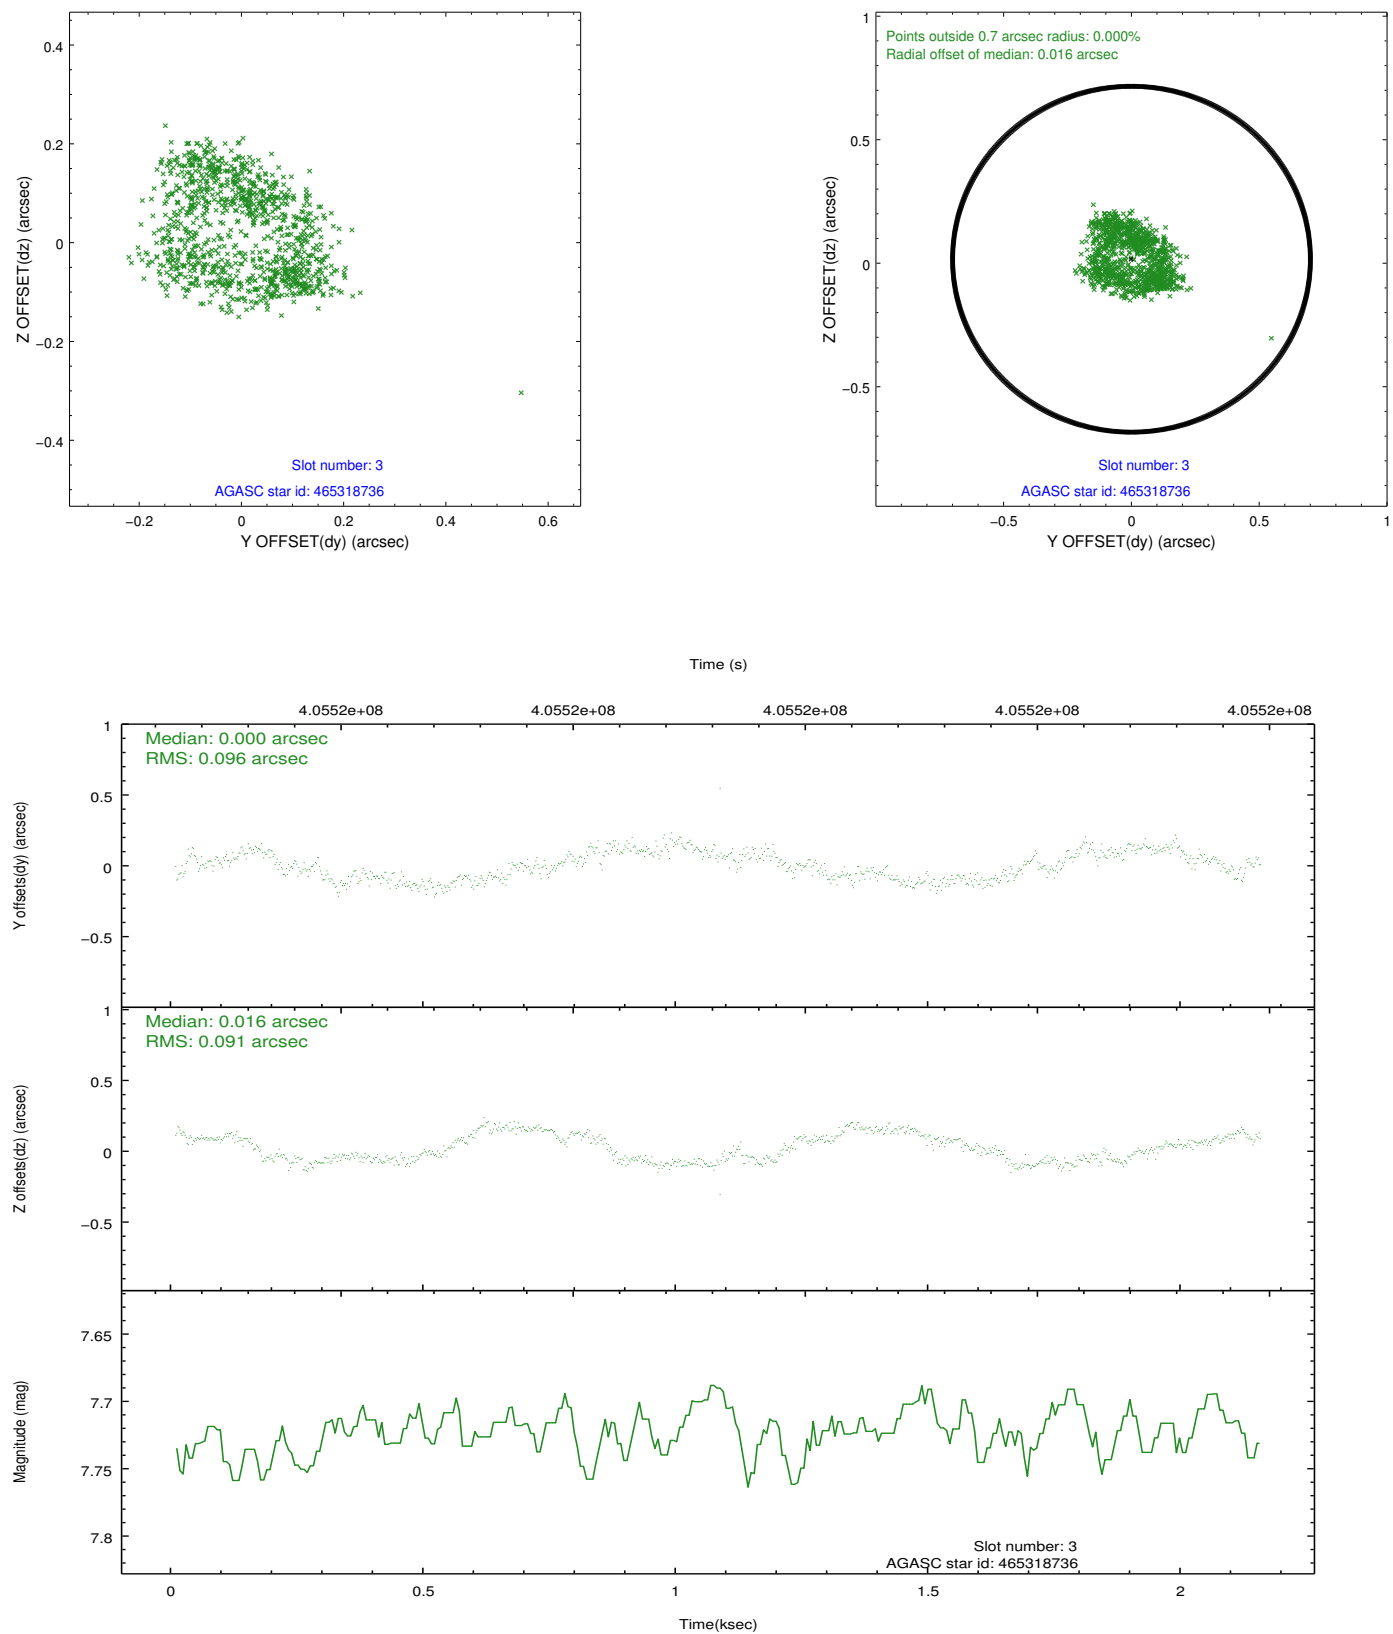 0.4
0.2
0
−0.2
−0.4
Z OFFSET(dz) (arcsec)
Slot number: 3
AGASC star id: 465318736
−0.2 0 0.2 0.4 0.6
Y OFFSET(dy) (arcsec)
1
0.5
0
−0.5
Z OFFSET(dz) (arcsec)
Points outside 0.7 arcsec radius: 0.000%
Radial offset of median: 0.016 arcsec
Slot number: 3
AGASC star id: 465318736
−0.5 0 0.5 1
Y OFFSET(dy) (arcsec)
Time (s)
4.0552e+08 4.0552e+08 4.0552e+08 4.0552e+08 4.0552e+08
1
0.5
0
−0.5
Y offsets(dy) (arcsec)
Median: 0.000 arcsec
RMS: 0.096 arcsec
1
0.5
0
−0.5
Z offsets(dz) (arcsec)
Median: 0.016 arcsec
RMS: 0.091 arcsec
7.65
7.7
7.75
7.8
Magnitude (mag)
Slot number: 3
AGASC star id: 465318736
0 0.5 1 1.5 2
Time(ksec)